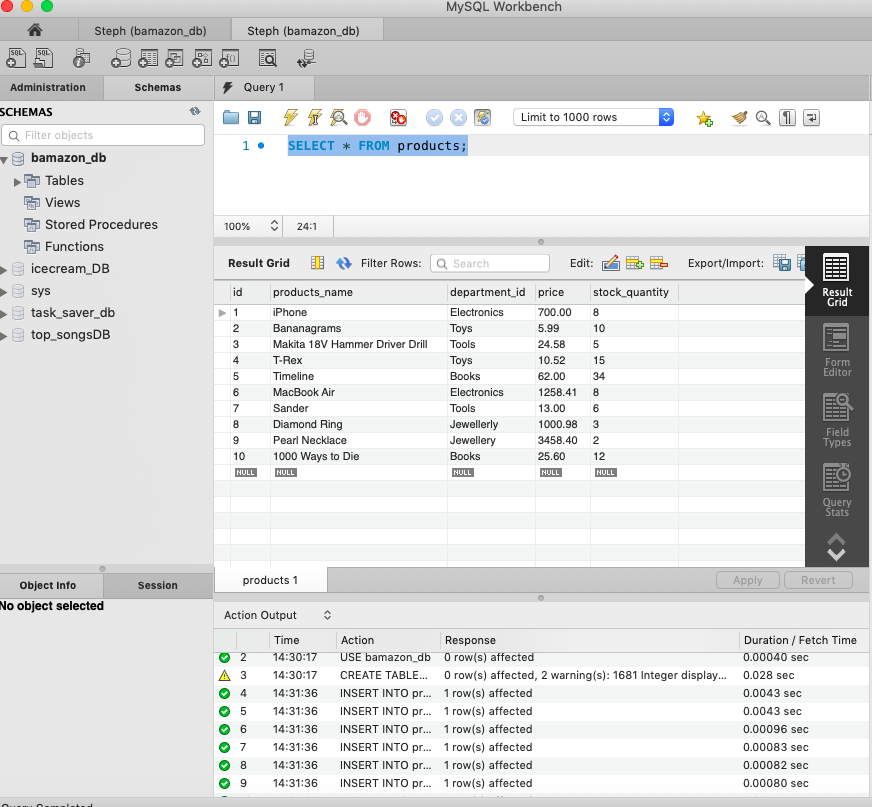 MySQL Workbench
Steph (bamazon_db)
Steph (bamazon_db)
SQL
SQL
Administration
Schemas
Query 1
SCHEMAS
Filter objects
bamazon_db
Tables
Views
Stored Procedures
Functions
icecream_DB
sys
task_saver_db
top_songsDB
Limit to 1000 rows
1 SELECT * FROM products;
100% 24:1
Result Grid Filter Rows: Search Edit: Export/Import:
id products_name department_id price stock_quantity
1 iPhone Electronics 700.00 8
2 Bananagrams Toys 5.99 10
3 Makita 18V Hammer Driver Drill Tools 24.58 5
4 T-Rex Toys 10.52 15
5 Timeline Books 62.00 34
6 MacBook Air Electronics 1258.41 8
7 Sander Tools 13.00 6
8 Diamond Ring Jewellerly 1000.98 3
9 Pearl Necklace Jewellery 3458.40 2
10 1000 Ways to Die Books 25.60 12
NULL NULL NULL NULL NULL
Result
Grid
Form
Editor
Field
Types
Query
Stats
products 1
Apply Revert
Object Info Session
No object selected
Action Output
Time Action Response Duration / Fetch Time
2 14:30:17 USE bamazon_db 0 row(s) affected 0.00040 sec
3 14:30:17 CREATE TABLE... 0 row(s) affected, 2 warning(s): 1681 Integer display... 0.028 sec
4 14:31:36 INSERT INTO pr... 1 row(s) affected 0.0043 sec
5 14:31:36 INSERT INTO pr... 1 row(s) affected 0.0043 sec
6 14:31:36 INSERT INTO pr... 1 row(s) affected 0.00096 sec
7 14:31:36 INSERT INTO pr... 1 row(s) affected 0.00083 sec
8 14:31:36 INSERT INTO pr... 1 row(s) affected 0.00082 sec
9 14:31:36 INSERT INTO pr... 1 row(s) affected 0.00080 sec
Query Completed